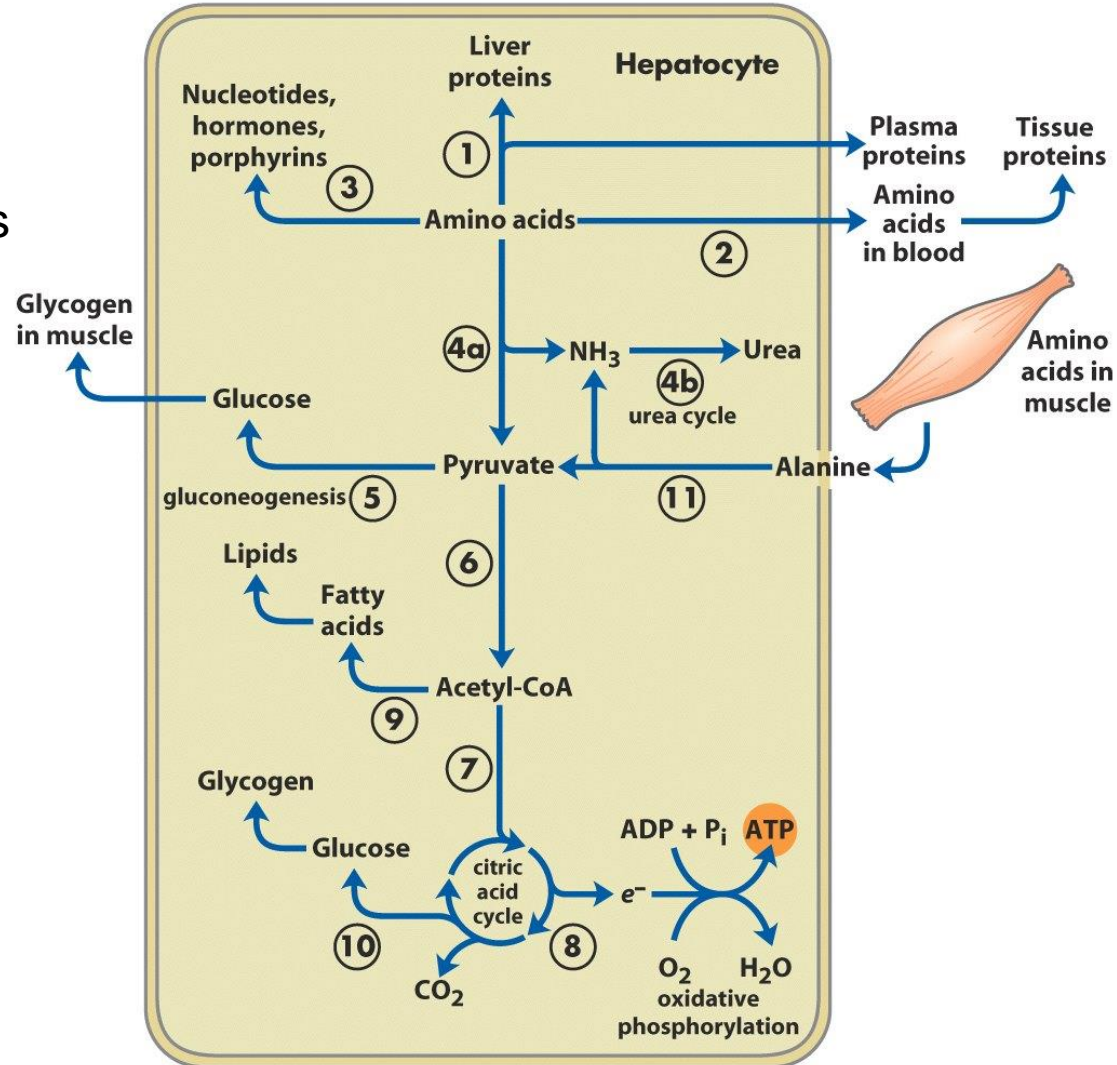 Liver
proteins
Hepatocyte
Nucleotides,
hormones,
porphyrins
1
Plasma
proteins
Tissue
proteins
3
s
Amino acids
2
Amino
acids
in blood
Glycogen
in muscle
4a
NH3
4b
urea cycle
Urea
Amino
acids in
muscle
Glucose
Pyruvate
11
Alanine
gluconeogenesis 5
6
Lipids
Fatty
acids
Acetyl-CoA
9
7
Glycogen
Glucose
citric
acid
cycle
ADP + Pi ATP
e–
10
8
CO2
O2 H2O
oxidative
phosphorylation